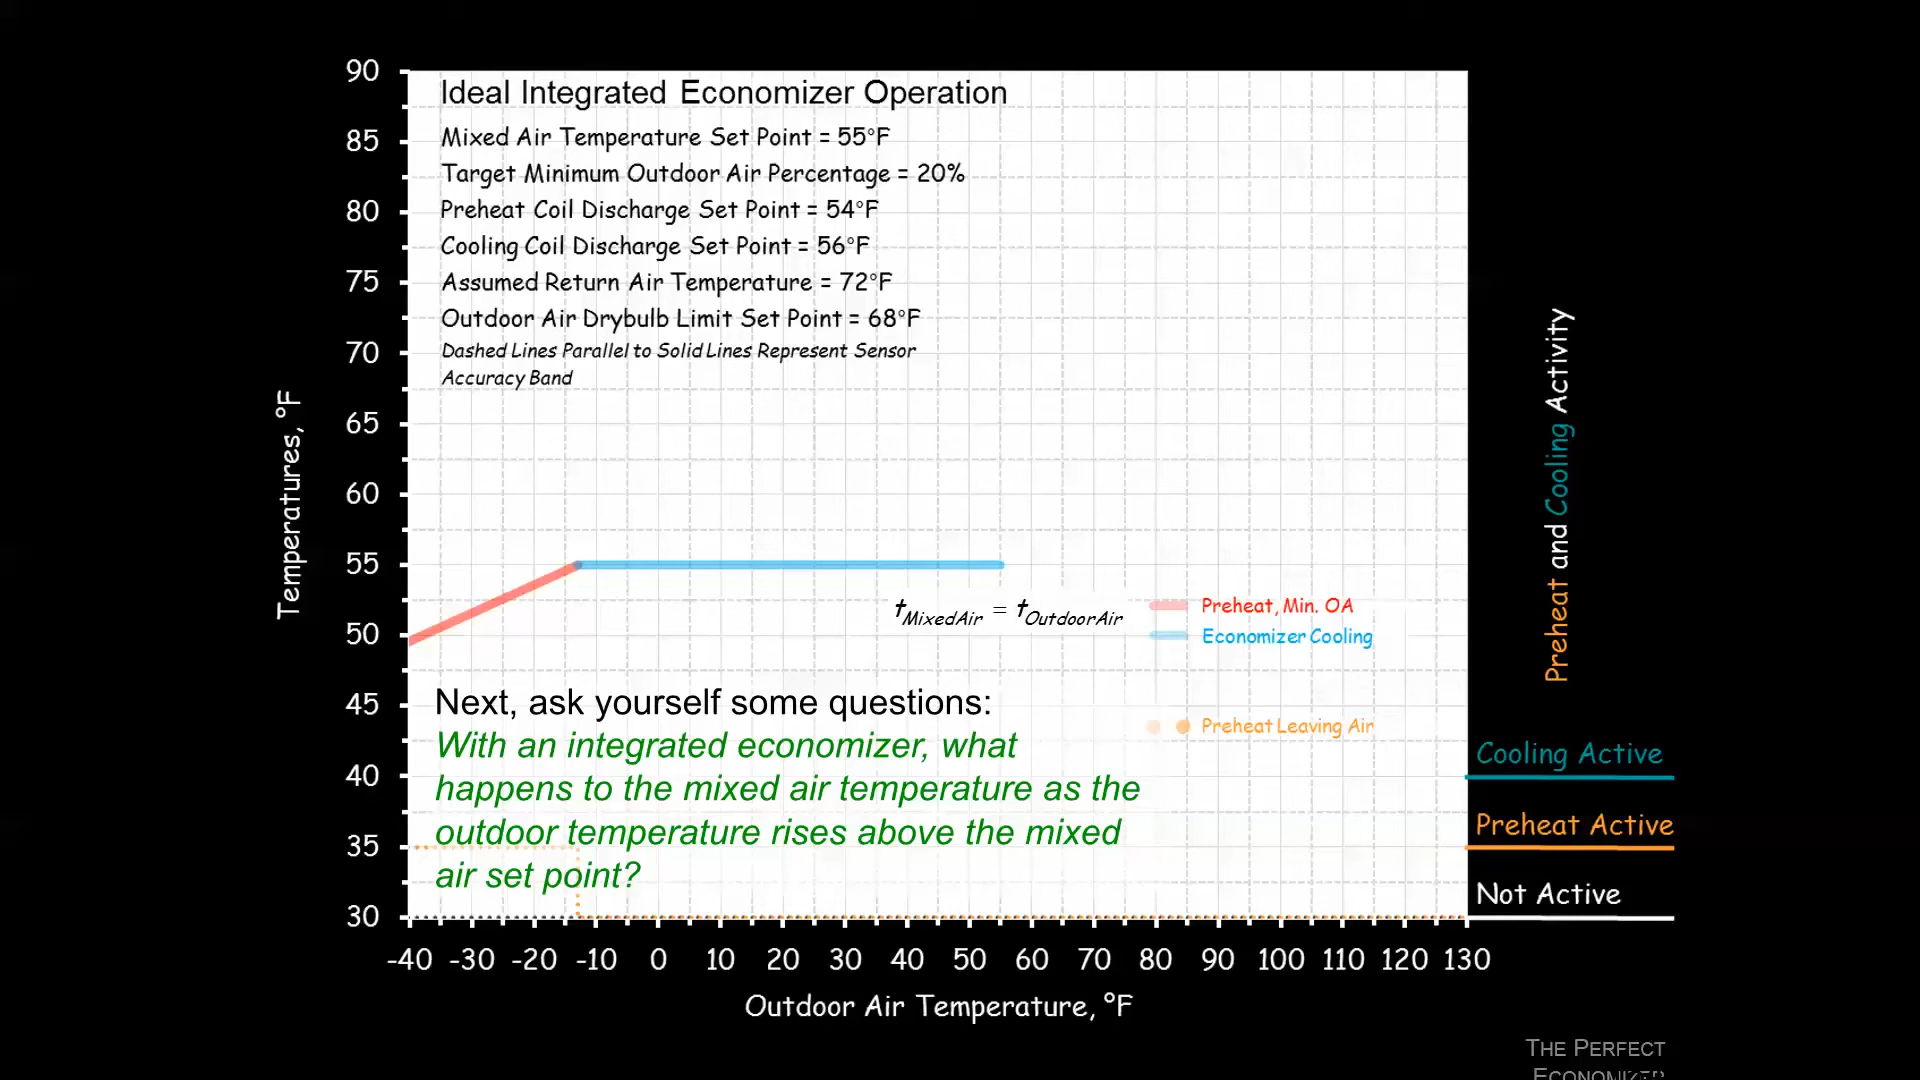 Ideal Integrated Economizer Operation
Mixed Air Temperature Set Point = 55°F
Target Minimum Outdoor Air Percentage = 20%
Preheat Coil Discharge Set Point = 54°F
Cooling Coil Discharge Set Point = 56°F
Assumed Return Air Temperature = 72°F
Outdoor Air Drybulb Limit Set Point = 68°F
Dashed Lines Parallel to Solid Lines Represent Sensor
Accuracy Band
90
85
80
75
70
65
60
55
50
45
40
35
30
Temperatures, °F
tMixedAir = tOutdoorAir
Preheat, Min. OA
Economizer Cooling
Preheat Leaving Air
Next, ask yourself some questions:
With an integrated economizer, what
happens to the mixed air temperature as the
outdoor temperature rises above the mixed
air set point?
Preheat and Cooling Activity
Cooling Active
Preheat Active
Not Active
-40 -30 -20 -10 0 10 20 30 40 50 60 70 80 90 100 110 120 130
Outdoor Air Temperature, °F
THE PERFECT
ECONOMIZER